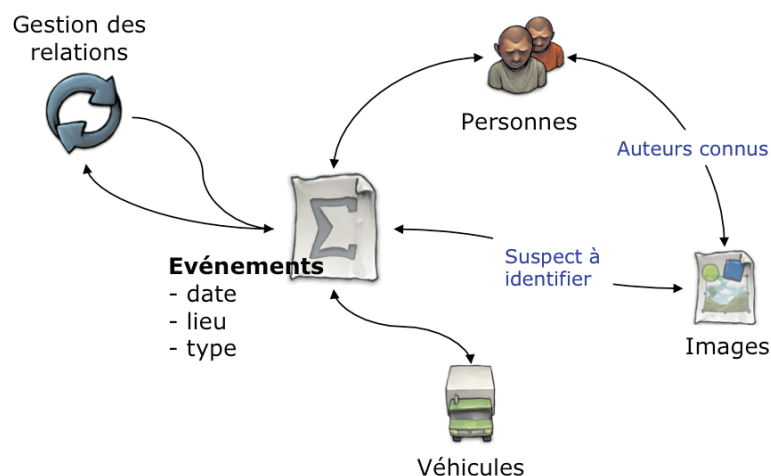 Gestion des
relations
Personnes
Auteurs connus
Suspect à
identifier
Evénements
- date
- lieu
- type
Images
Véhicules